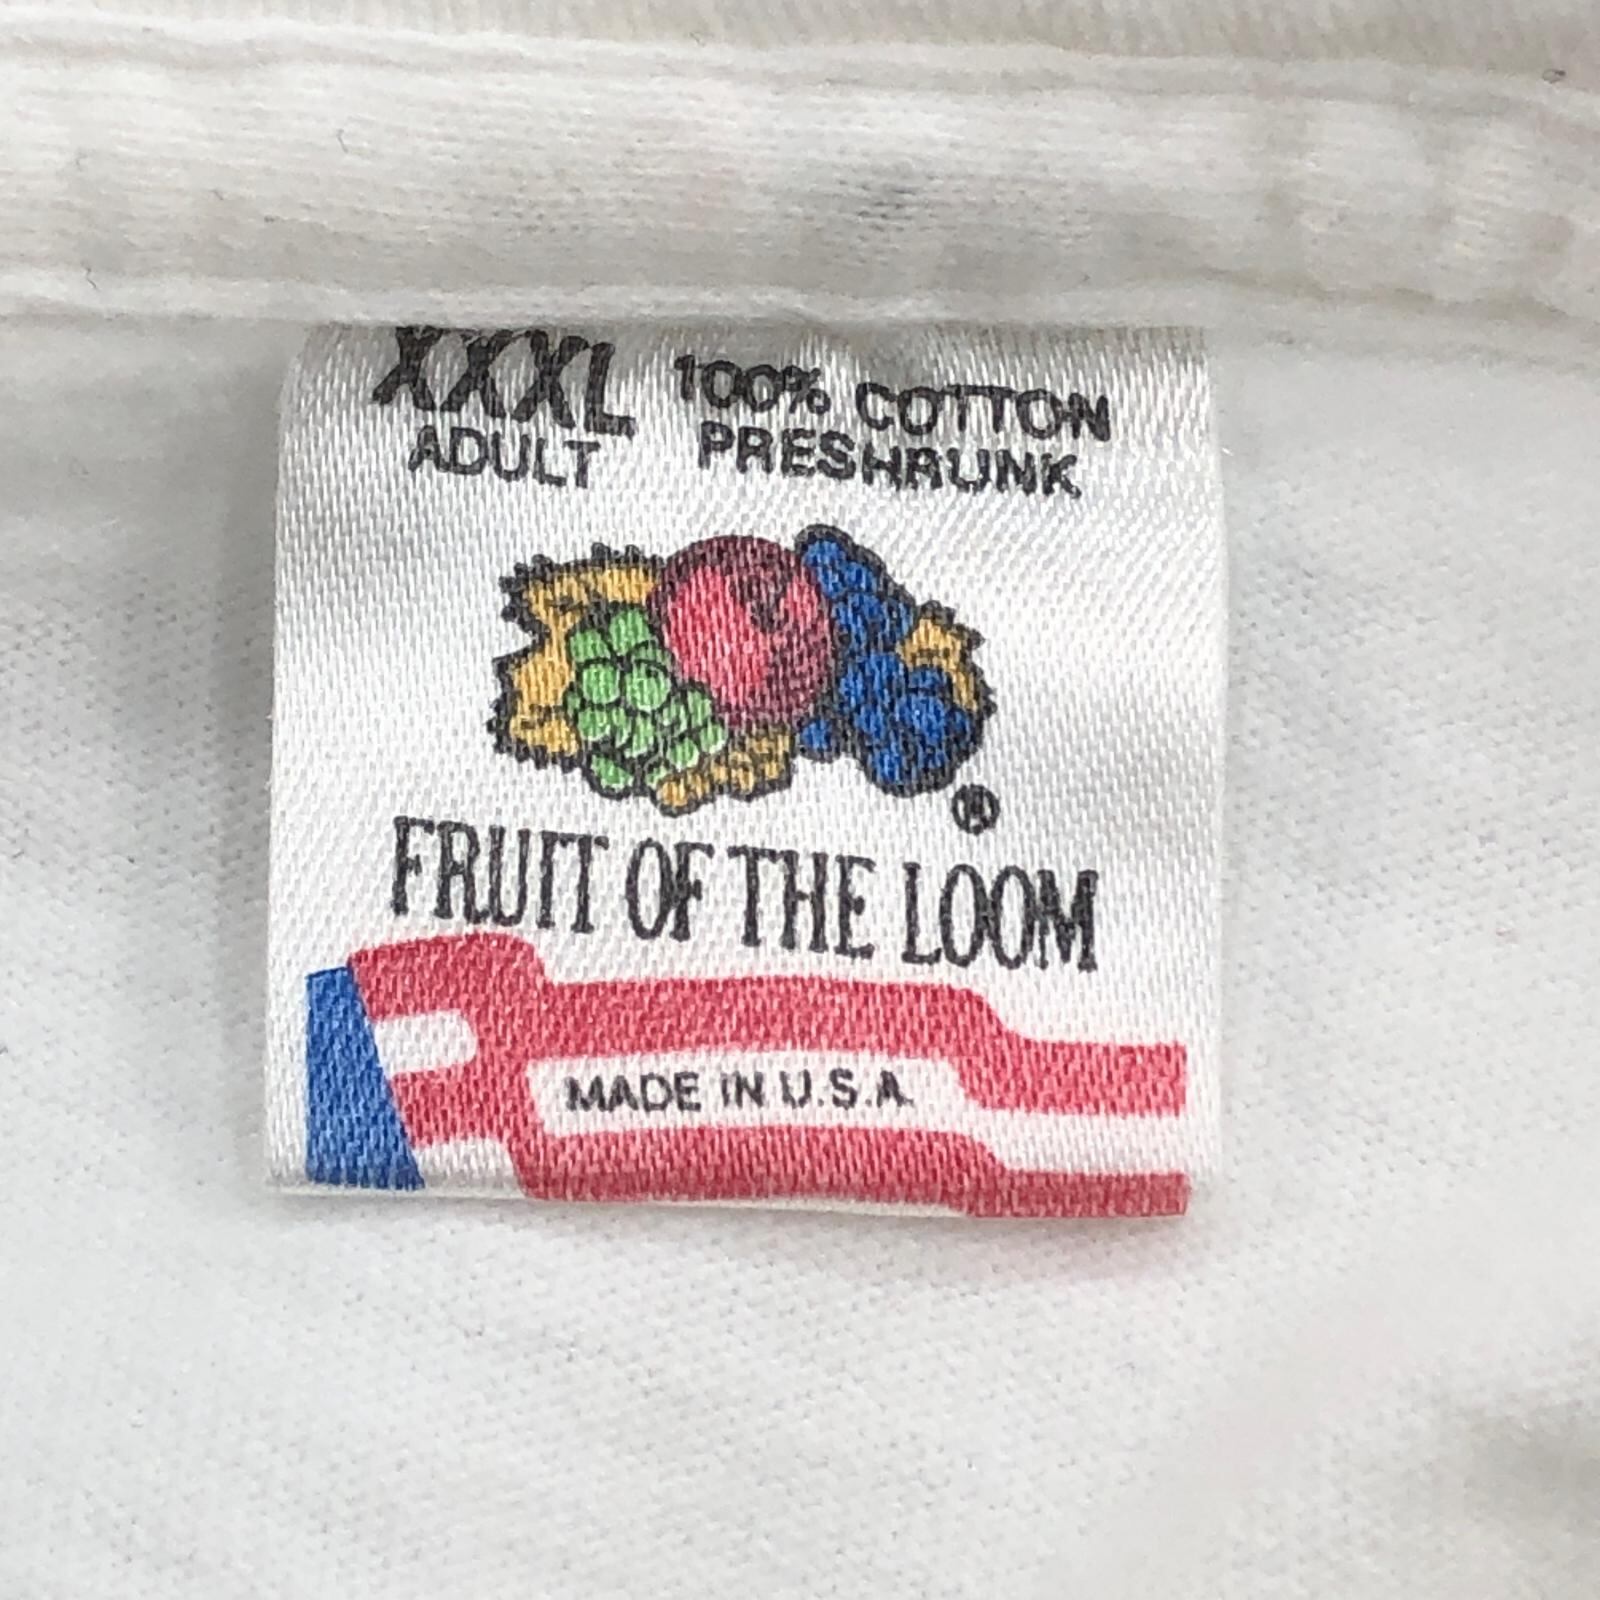 XXXL 100% COTTON
ADULT PRESHRUNK
®
FRUIT OF THE LOOM
MADE IN U.S.A.